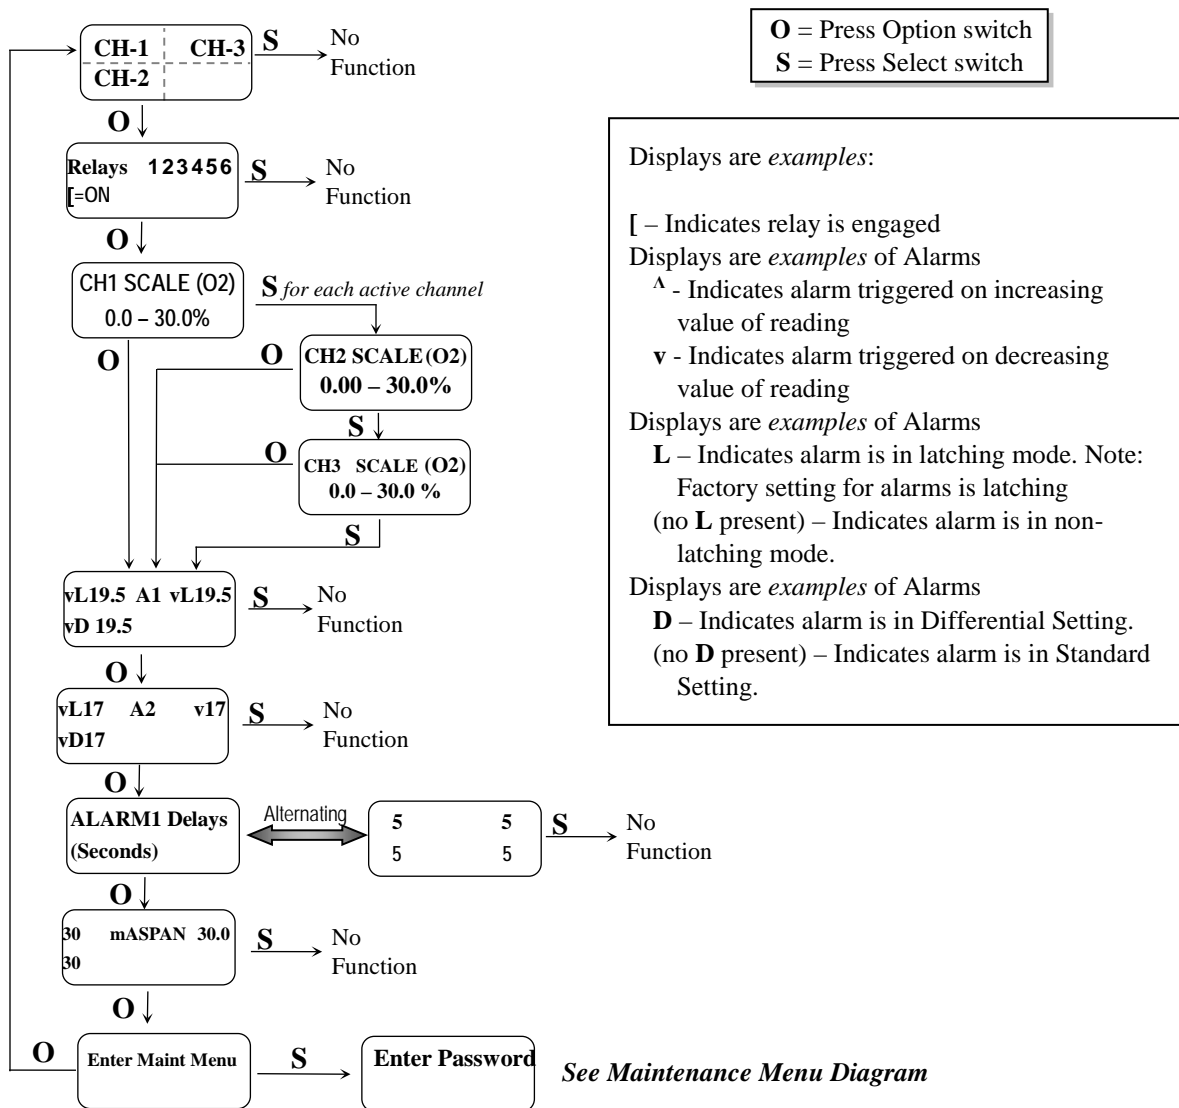 CH-1 CH-3
CH-2
S
No
Function
O = Press Option switch
S = Press Select switch
O
Relays 123456
[=ON
S
No
Function
O
CH1 SCALE (O2)
0.0 – 30.0%
S for each active channel
O
O
CH2 SCALE (O2)
0.00 – 30.0%
S
O
CH3 SCALE (O2)
0.0 – 30.0 %
S
vL19.5 A1 vL19.5
vD 19.5
S
No
Function
O
vL17 A2 v17
vD17
S
No
Function
O
ALARM1 Delays
(Seconds)
Alternating
5 5
5 5
S
No
Function
O
30 mASPAN 30.0
30
S
No
Function
O
O
Enter Maint Menu
S
Enter Password
See Maintenance Menu Diagram
Displays are examples:
[ – Indicates relay is engaged
Displays are examples of Alarms
^ - Indicates alarm triggered on increasing
value of reading
v - Indicates alarm triggered on decreasing
value of reading
Displays are examples of Alarms
L – Indicates alarm is in latching mode. Note:
Factory setting for alarms is latching
(no L present) – Indicates alarm is in non-
latching mode.
Displays are examples of Alarms
D – Indicates alarm is in Differential Setting.
(no D present) – Indicates alarm is in Standard
Setting.